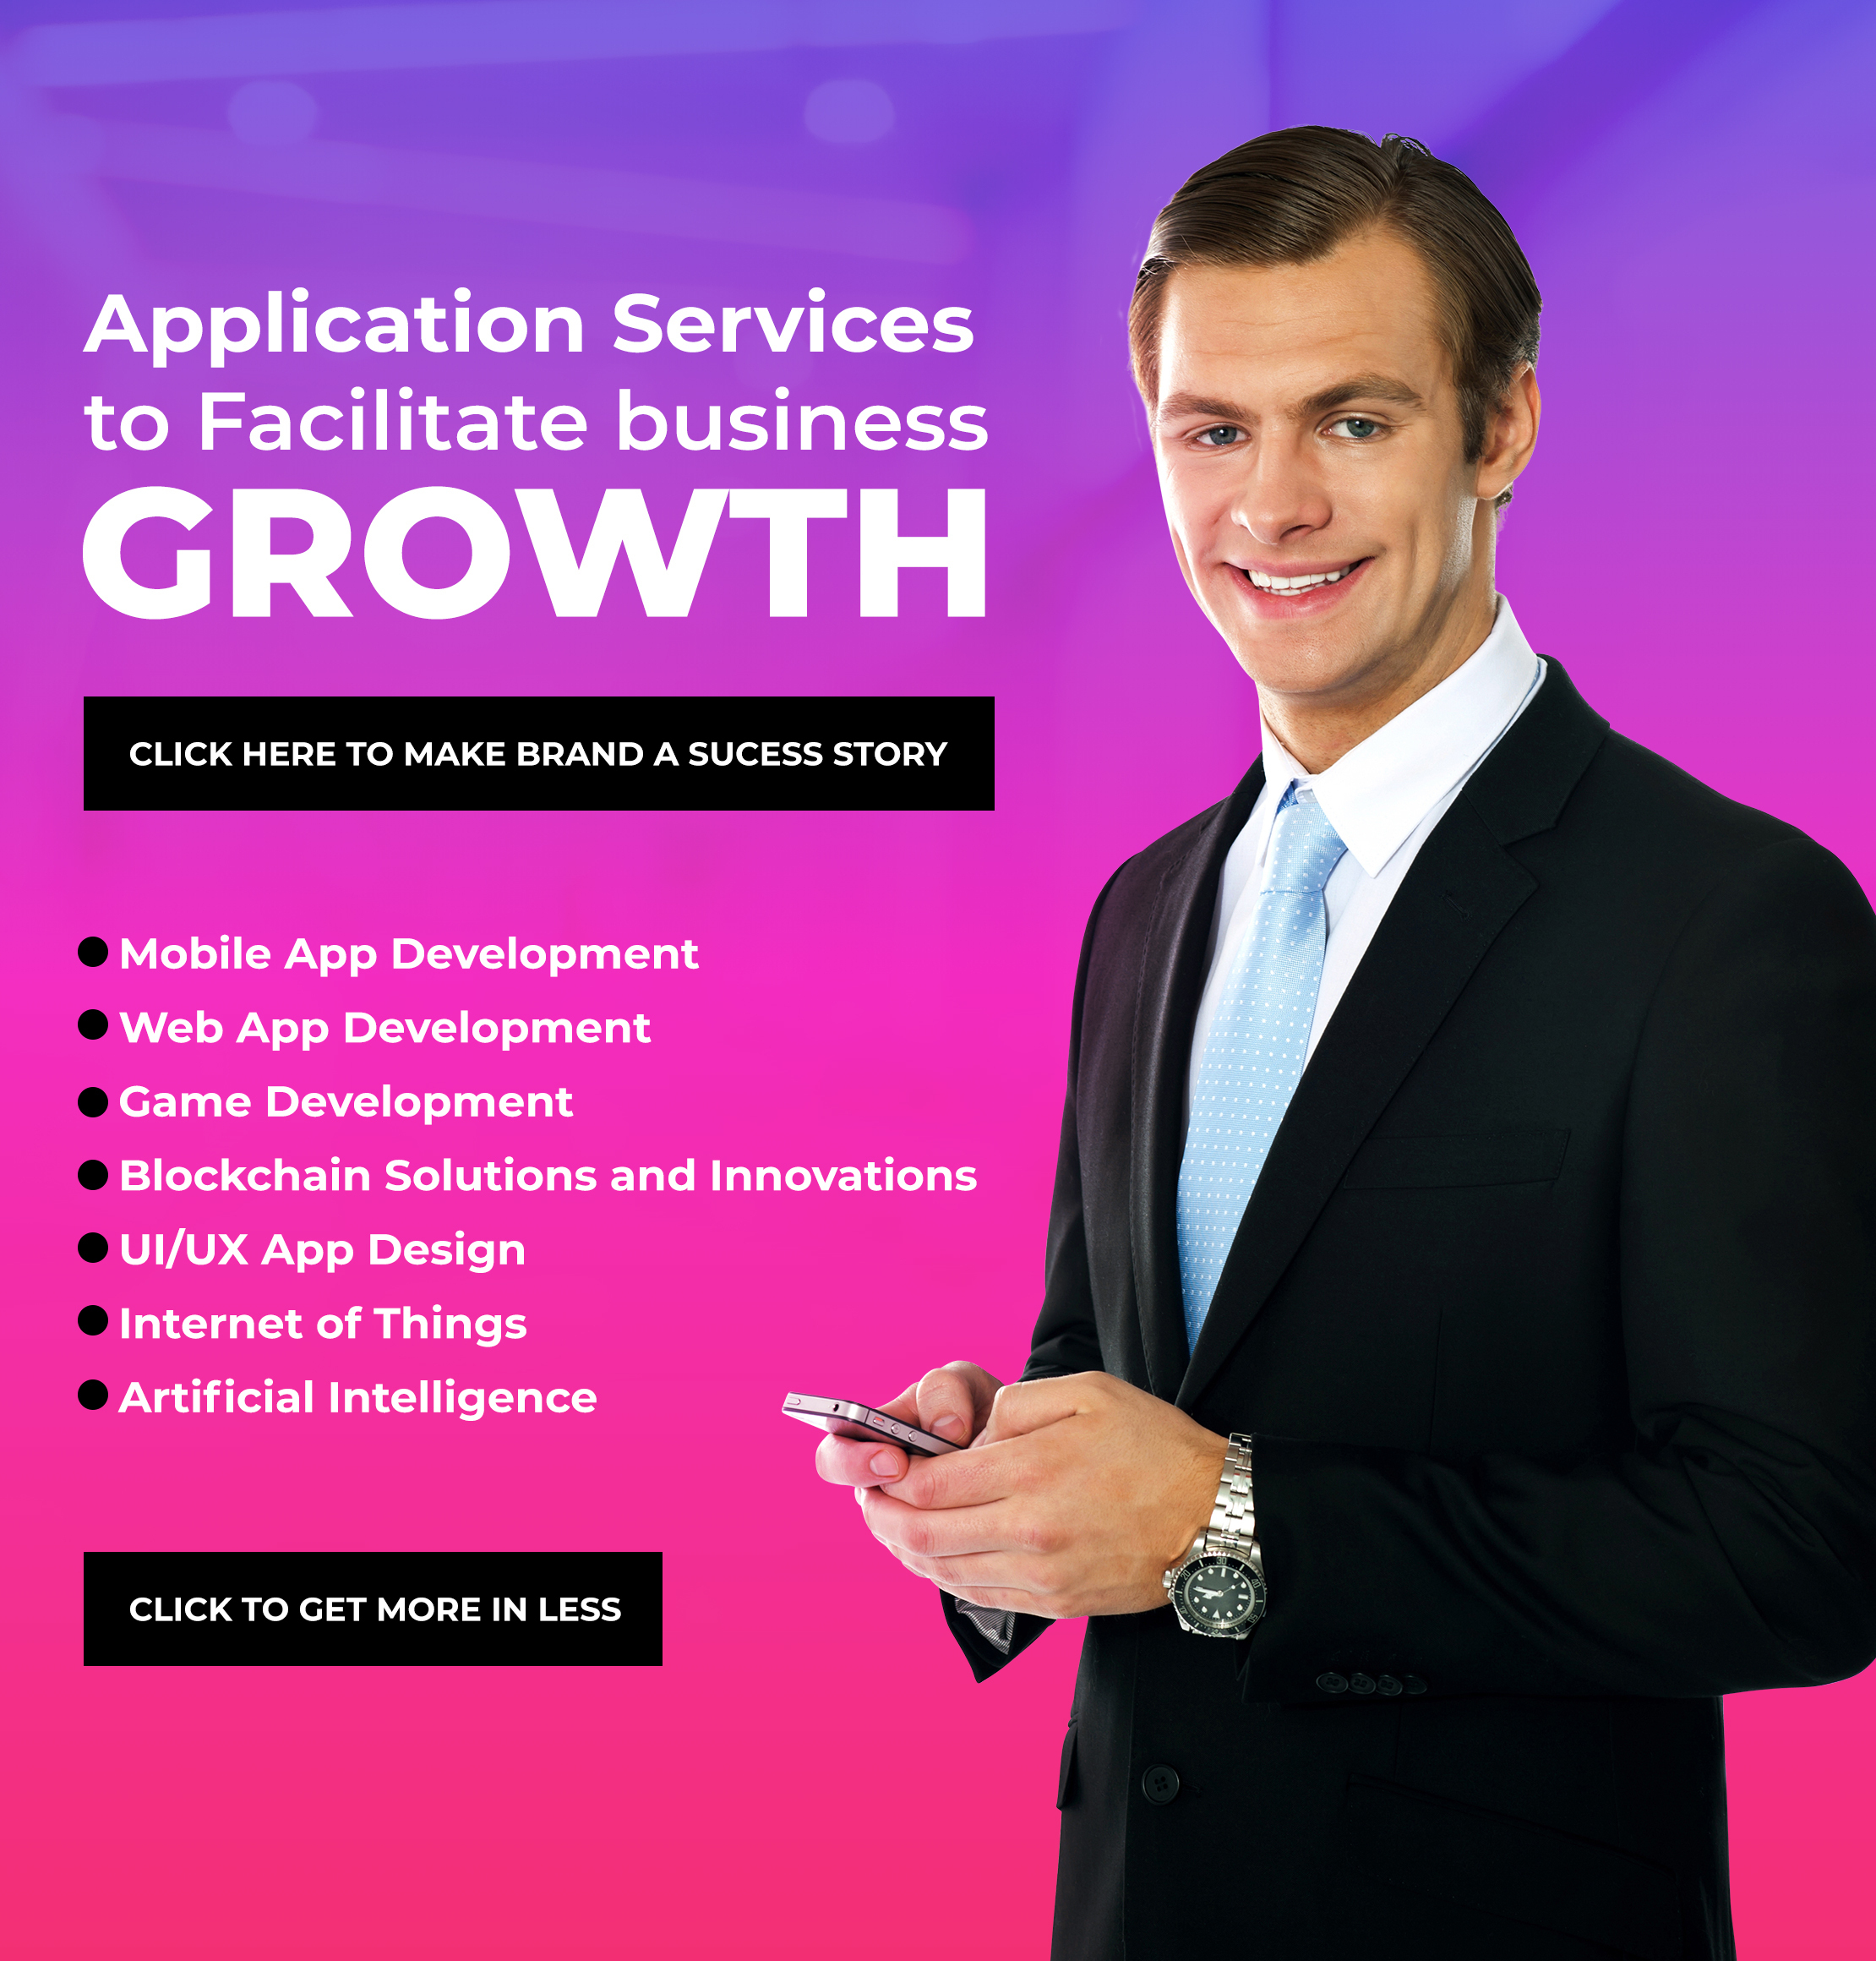 Application Services
to Facilitate business
GROWTH
CLICK HERE TO MAKE BRAND A SUCESS STORY
Mobile App Development
Web App Development
Game Development
Blockchain Solutions and Innovations
UI/UX App Design
Internet of Things
Artificial Intelligence
CLICK TO GET MORE IN LESS